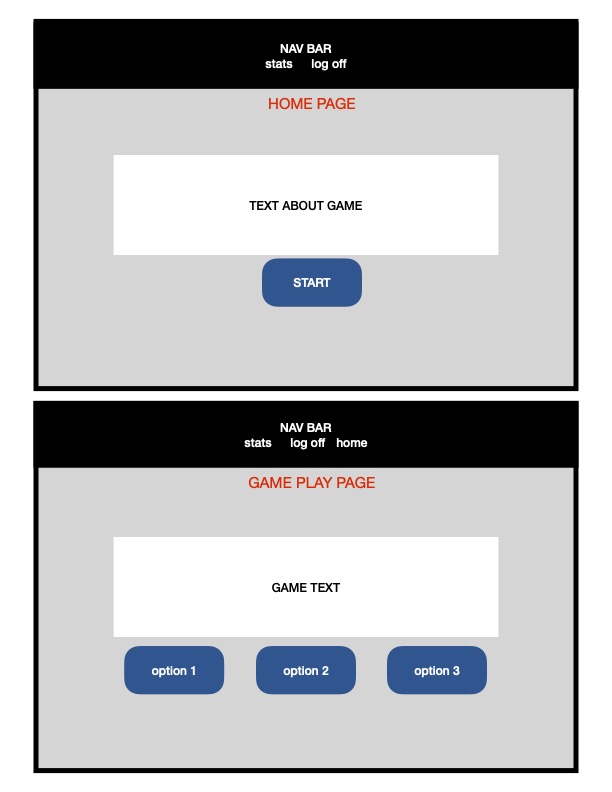 NAV BAR
stats log off
HOME PAGE
TEXT ABOUT GAME
START
NAV BAR
stats log off home
GAME PLAY PAGE
GAME TEXT
option 1 option 2 option 3